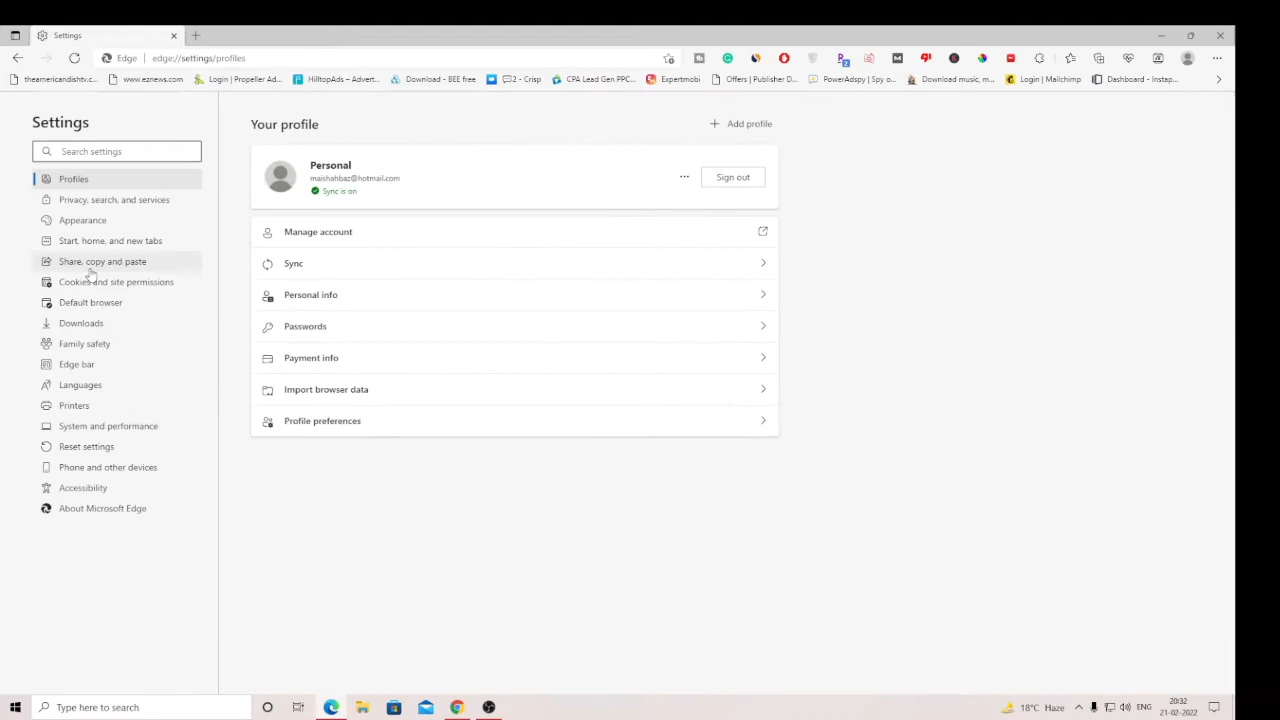 Settings
Edge edge://settings/profiles
theamericandishtv.c...
www.eznews.com
Login | Propeller Ad...
HilltopAds – Advert...
Download - BEE free
2 - Crisp
CPA Lead Gen PPC...
Expertmobi
Offers | Publisher D...
PowerAdspy | Spy o...
Download music, m...
Login | Mailchimp
Dashboard - Instap...
Settings
Search settings
Profiles
Privacy, search, and services
Appearance
Start, home, and new tabs
Share, copy and paste
Cookies and site permissions
Default browser
Downloads
Family safety
Edge bar
Languages
Printers
System and performance
Reset settings
Phone and other devices
Accessibility
About Microsoft Edge
Your profile
Add profile
Personal
maishahbaz@hotmail.com
Sync is on
Sign out
Manage account
Sync
Personal info
Passwords
Payment info
Import browser data
Profile preferences
Type here to search
18°C Haze
ENG
20:32
21-02-2022